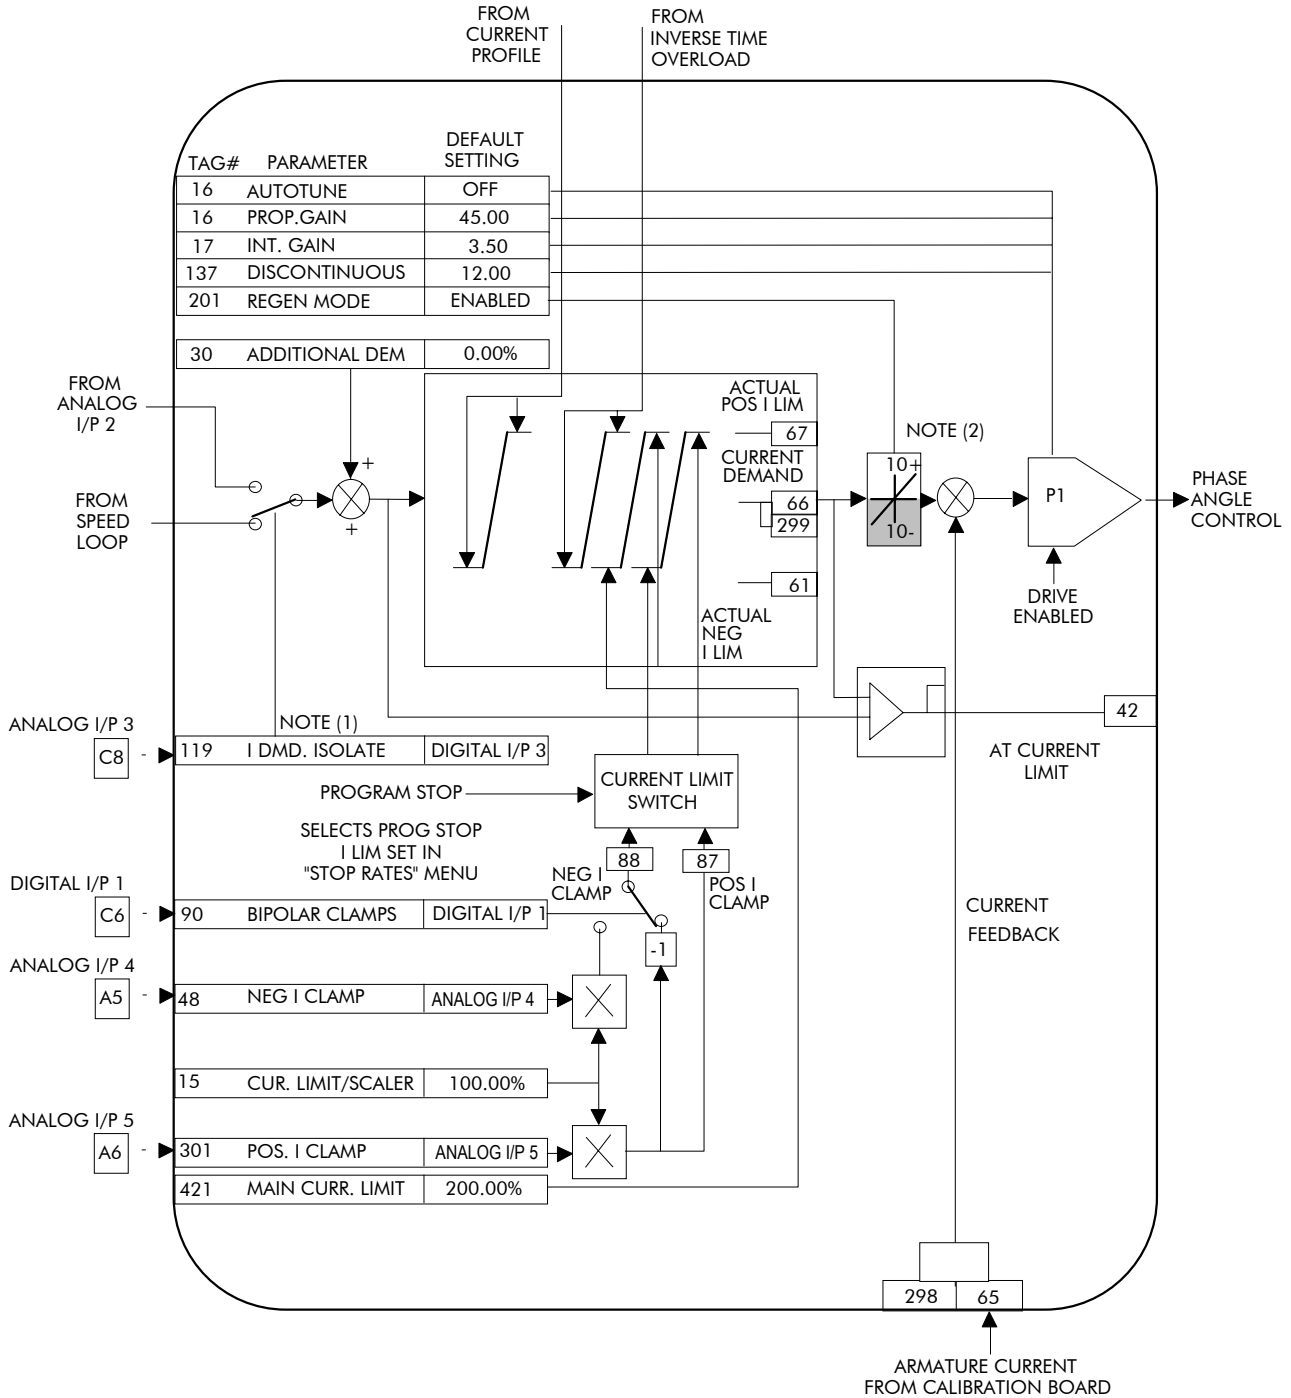 FROM
CURRENT
PROFILE
FROM
INVERSE TIME
OVERLOAD
TAG# PARAMETER DEFAULT
SETTING
16 AUTOTUNE OFF
16 PROP.GAIN 45.00
17 INT. GAIN 3.50
137 DISCONTINUOUS 12.00
201 REGEN MODE ENABLED
30 ADDITIONAL DEM 0.00%
FROM
ANALOG
I/P 2
FROM
SPEED
LOOP
+
+
ACTUAL
POS I LIM
67
CURRENT
DEMAND
66
299
61
ACTUAL
NEG
I LIM
NOTE (2)
10+
10-
P1
PHASE
ANGLE
CONTROL
DRIVE
ENABLED
42
AT CURRENT
LIMIT
ANALOG I/P 3
C8 -
NOTE (1)
119 I DMD. ISOLATE DIGITAL I/P 3
PROGRAM STOP
CURRENT LIMIT
SWITCH
SELECTS PROG STOP
I LIM SET IN
"STOP RATES" MENU
88
87
NEG I
CLAMP
POS I
CLAMP
DIGITAL I/P 1
C6 -
90 BIPOLAR CLAMPS DIGITAL I/P 1
-1
CURRENT
FEEDBACK
ANALOG I/P 4
A5 -
48 NEG I CLAMP ANALOG I/P 4
15 CUR. LIMIT/SCALER 100.00%
ANALOG I/P 5
A6 -
301 POS. I CLAMP ANALOG I/P 5
421 MAIN CURR. LIMIT 200.00%
298 65
ARMATURE CURRENT
FROM CALIBRATION BOARD